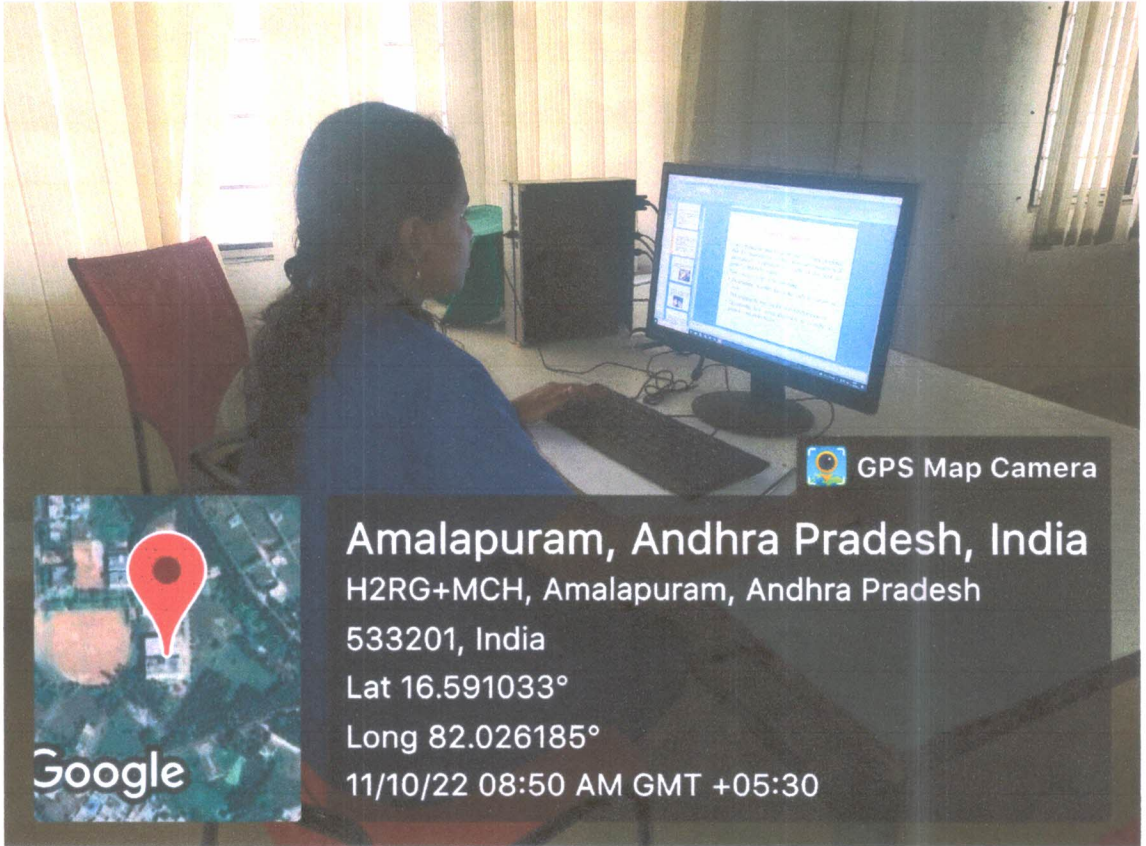 GPS Map Camera
Amalapuram, Andhra Pradesh, India
H2RG+MCH, Amalapuram, Andhra Pradesh
533201, India
Lat 16.591033°
Long 82.026185°
11/10/22 08:50 AM GMT +05:30
Google